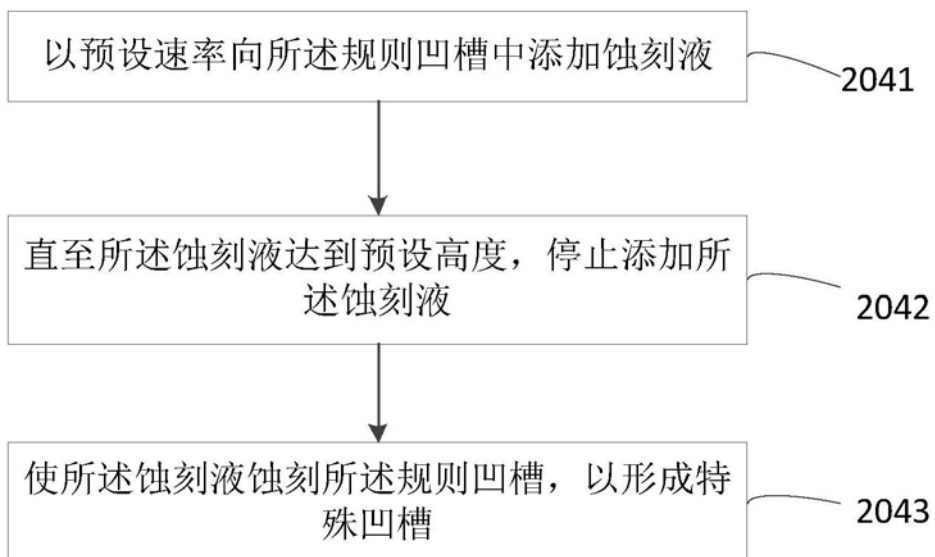 以预设速率向所述规则凹槽中添加蚀刻液
2041
直至所述蚀刻液达到预设高度，停止添加所
述蚀刻液
2042
使所述蚀刻液蚀刻所述规则凹槽，以形成特
殊凹槽
2043